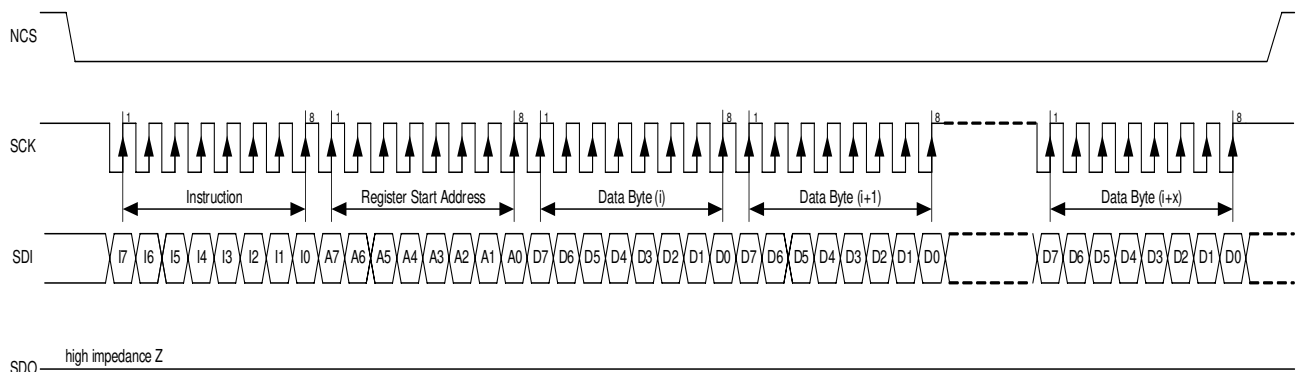 NCS
1 8 1 8 1 8 1 8 1 8
SCK
Instruction Register Start Address Data Byte (i) Data Byte (i+1) Data Byte (i+x)
SDI I7 I6 I5 I4 I3 I2 I1 I0 A7 A6 A5 A4 A3 A2 A1 A0 D7 D6 D5 D4 D3 D2 D1 D0 D7 D6 D5 D4 D3 D2 D1 D0 D7 D6 D5 D4 D3 D2 D1 D0
high impedance Z
SDO